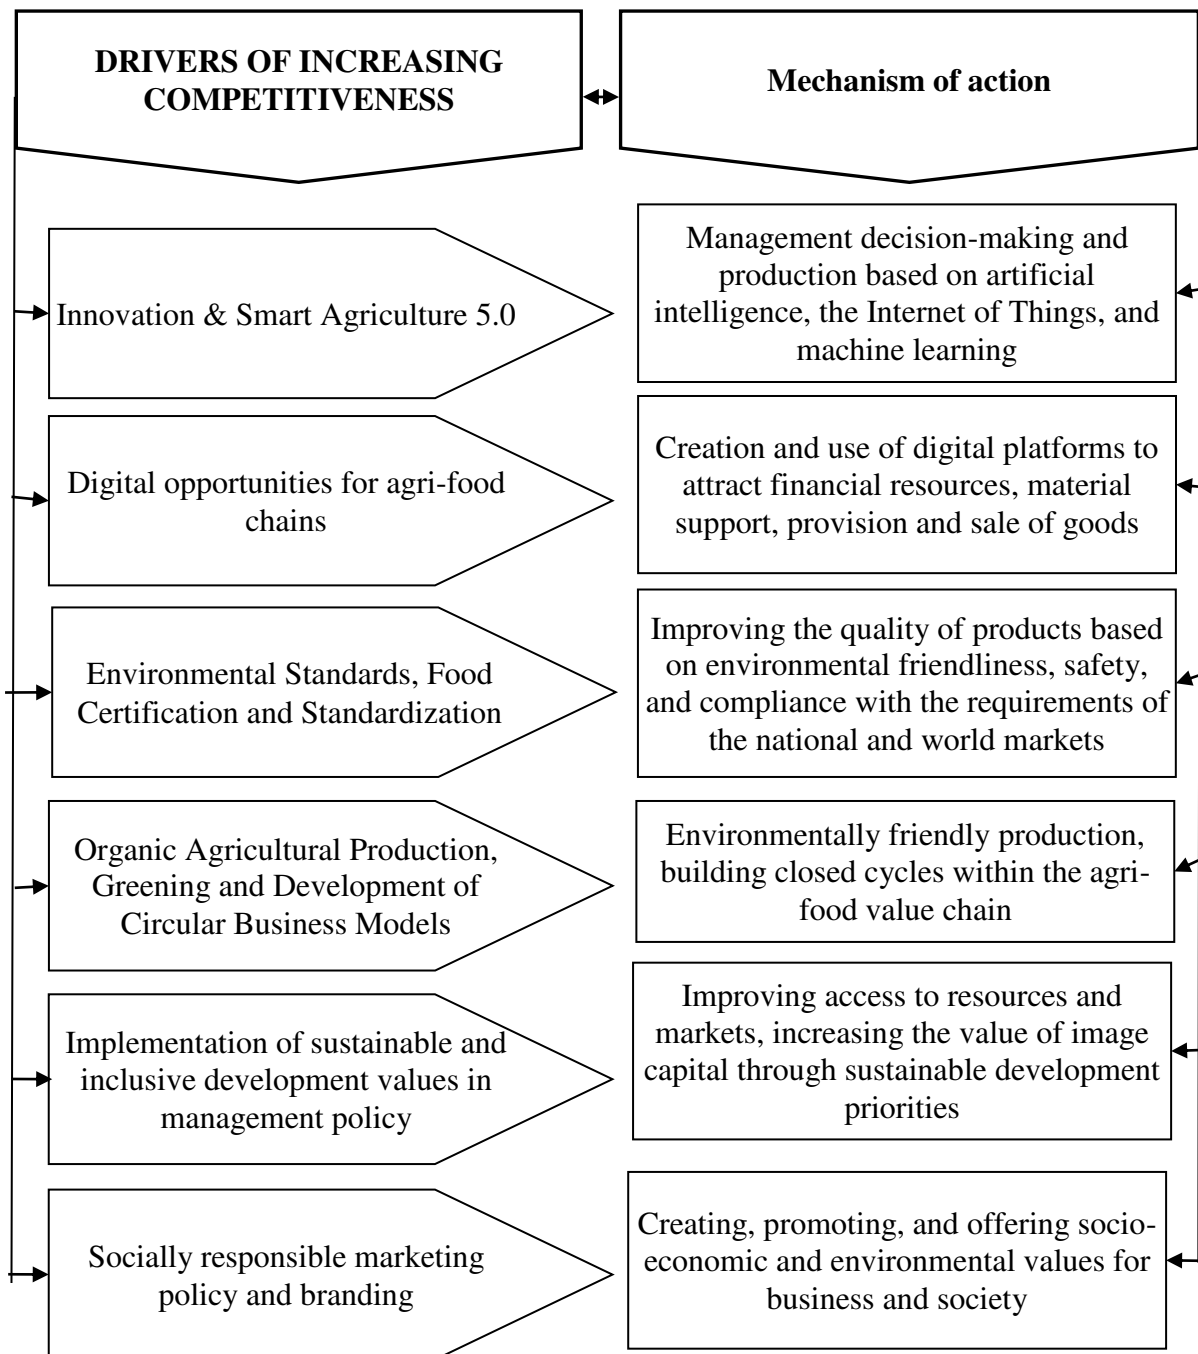 DRIVERS OF INCREASING
COMPETITIVENESS
Mechanism of action
Innovation & Smart Agriculture 5.0
Management decision-making and
production based on artificial
intelligence, the Internet of Things, and
machine learning
Digital opportunities for agri-food
chains
Creation and use of digital platforms to
attract financial resources, material
support, provision and sale of goods
Environmental Standards, Food
Certification and Standardization
Improving the quality of products based
on environmental friendliness, safety,
and compliance with the requirements of
the national and world markets
Organic Agricultural Production,
Greening and Development of
Circular Business Models
Environmentally friendly production,
building closed cycles within the agri-
food value chain
Implementation of sustainable and
inclusive development values in
management policy
Improving access to resources and
markets, increasing the value of image
capital through sustainable development
priorities
Socially responsible marketing
policy and branding
Creating, promoting, and offering socio-
economic and environmental values for
business and society